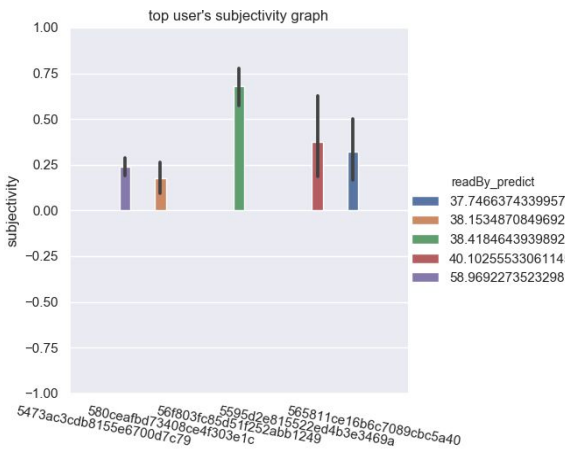 top user's subjectivity graph
1.00
0.75
0.50
0.25
0.00
−0.25
−0.50
−0.75
−1.00
subjectivity
5473ac3cdb8155e6700d7c79
580ceafbd73408ce4f303e1c
56f803fc85d51f252abb1249
5595d2e815522ed4b3e3469a
565811ce16b6c7089cbc5a40
readBy_predict
37.7466374339957
38.1534870849692
38.4184643939892
40.1025553306114
58.9692273523298